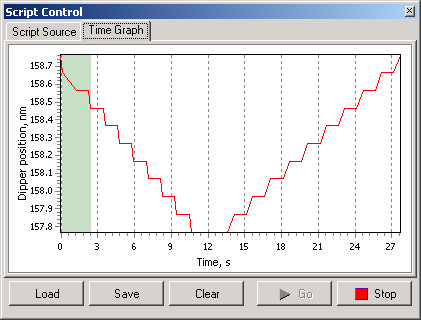 Script Control
Script Source
Time Graph
Dipper position, nm
158.7
158.6
158.5
158.4
158.3
158.2
158.1
158.0
157.9
157.8
0 3 6 9 12 15 18 21 24 27
Time, s
Load
Save
Clear
Go
Stop